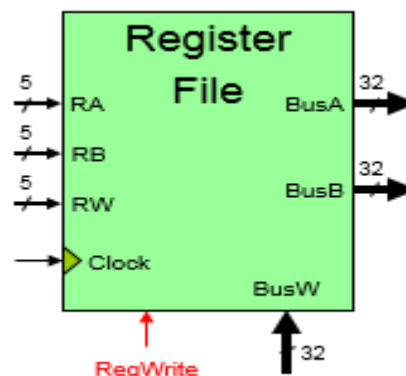 Register
File
5
RA
BusA
32
5
RB
BusB
32
5
RW
Clock
BusW
32
RegWrite